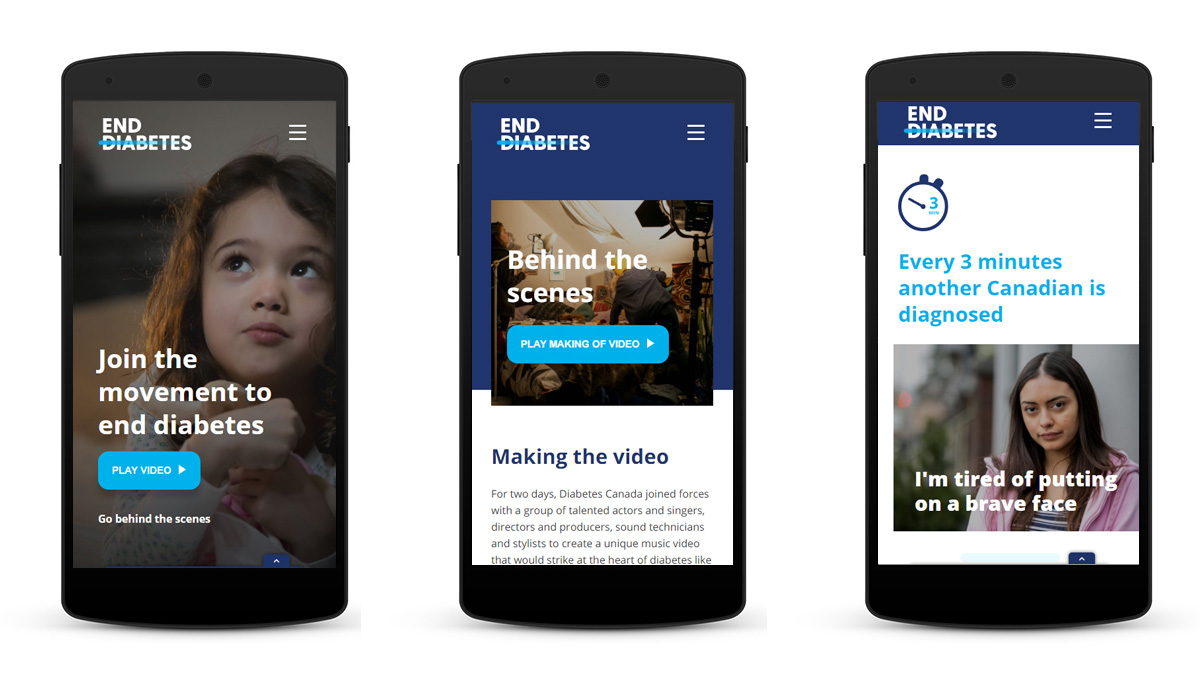 END
DIABETES
Join the
movement to
end diabetes
PLAY VIDEO
Go behind the scenes
END
DIABETES
Behind the
scenes
PLAY MAKING OF VIDEO
Making the video
For two days, Diabetes Canada joined forces
with a group of talented actors and singers,
directors and producers, sound technicians
and stylists to create a unique music video
that would strike at the heart of diabetes like
END
DIABETES
3
MIN
Every 3 minutes
another Canadian is
diagnosed
I'm tired of putting
on a brave face